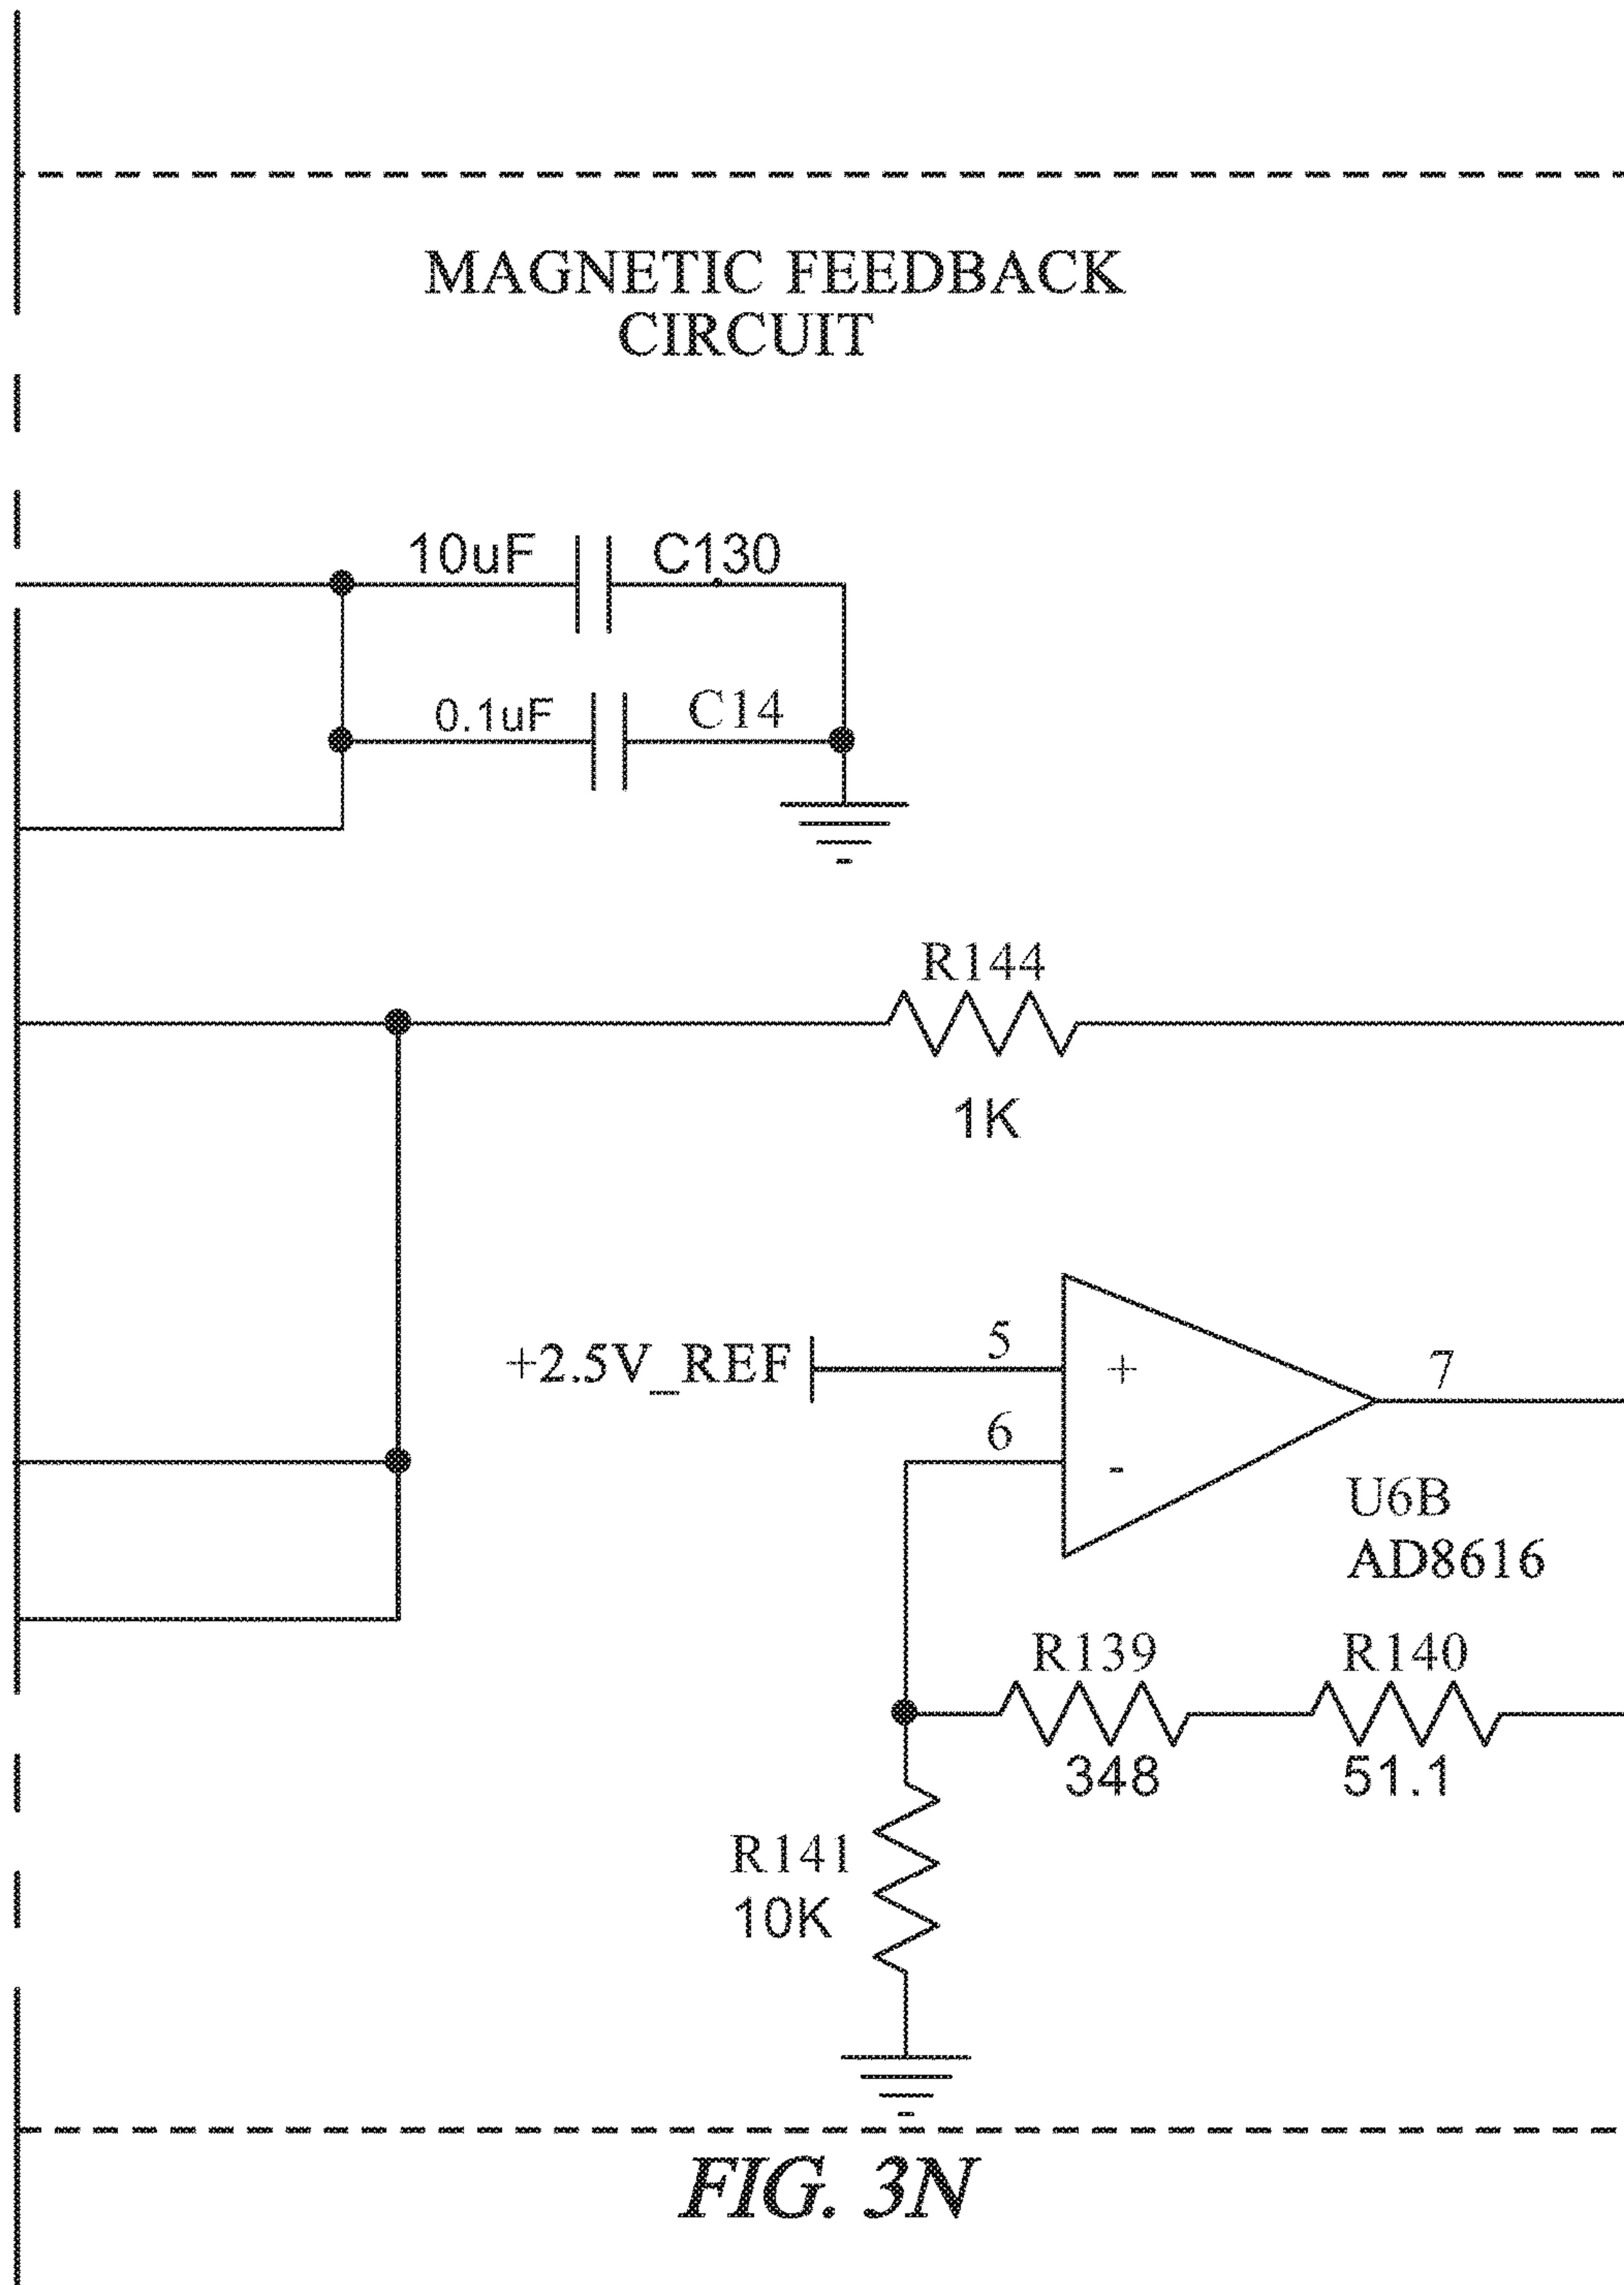 MAGNETIC FEEDBACK
CIRCUIT
10uF
C130
0.1uF
C14
R144
1K
+2.5V_REF
5
+
6
-
7
U6B
AD8616
R139
R140
348
51.1
R141
10K
FIG. 3N